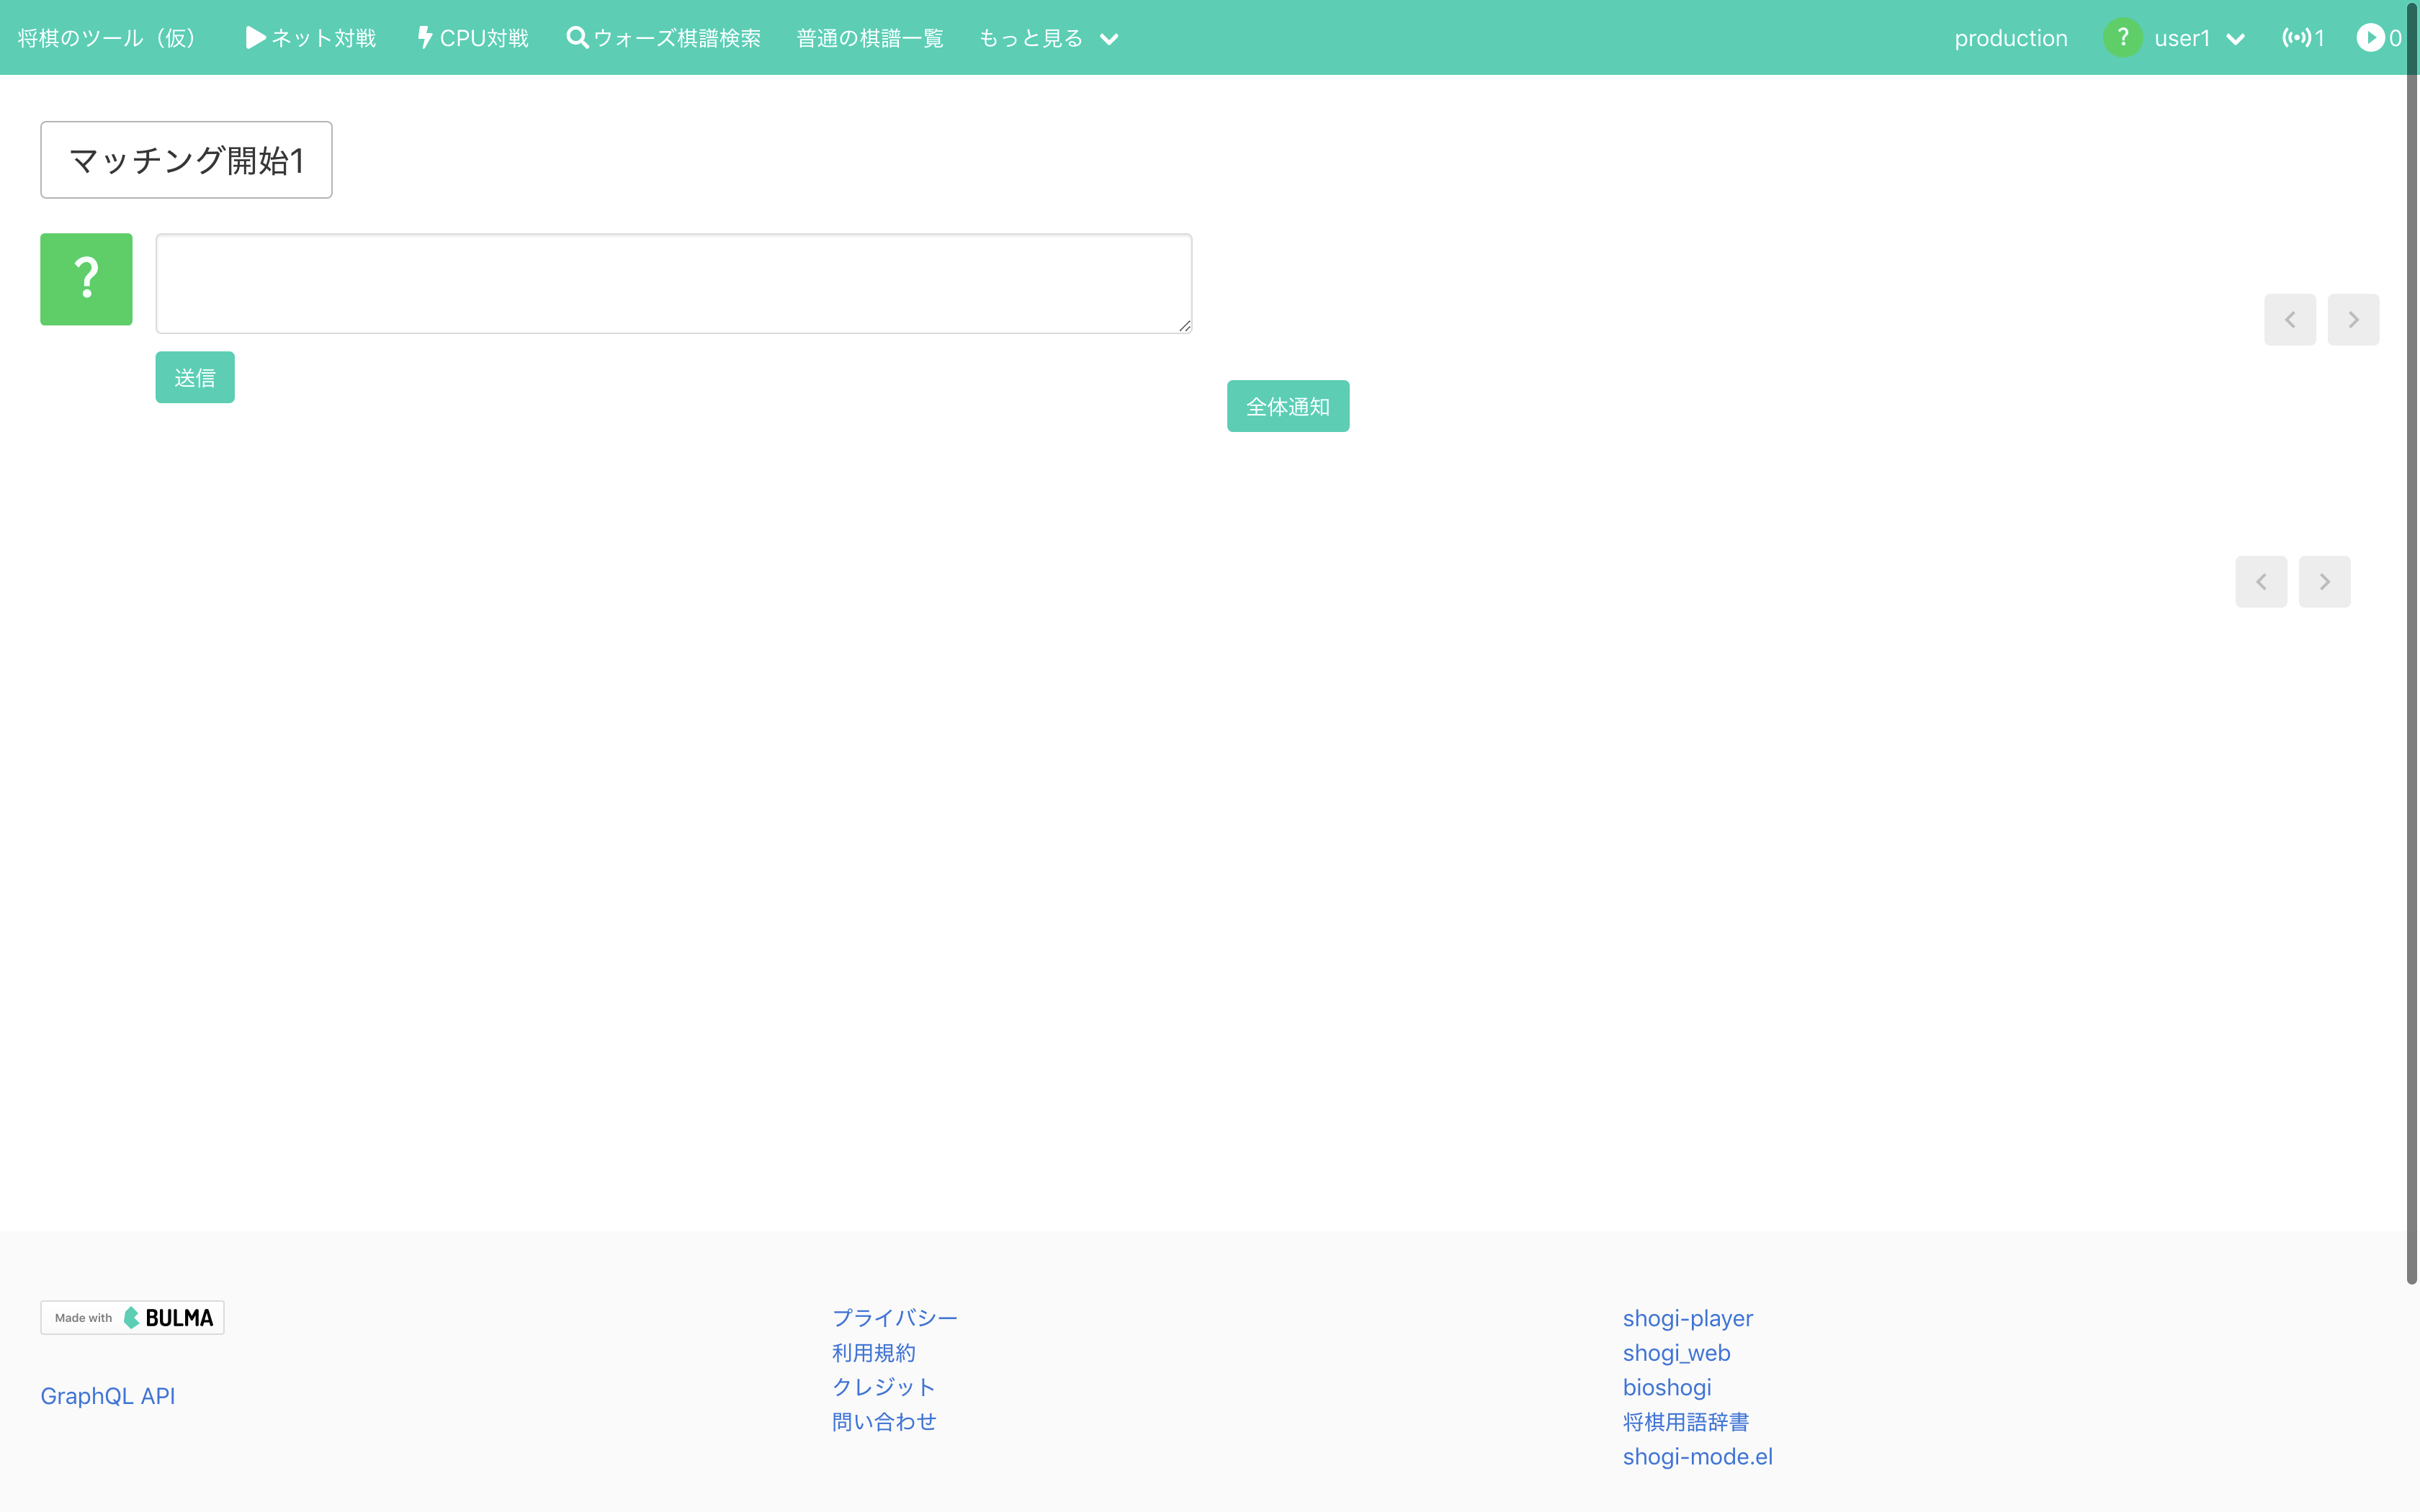 将棋のツール（仮） ネット対戦 CPU対戦 ウォーズ棋譜検索 普通の棋譜一覧 もっと見る production ? user1 1 0
マッチング開始1
?
送信
全体通知
Made with BULMA
GraphQL API
プライバシー
利用規約
クレジット
問い合わせ
shogi-player
shogi_web
bioshogi
将棋用語辞書
shogi-mode.el